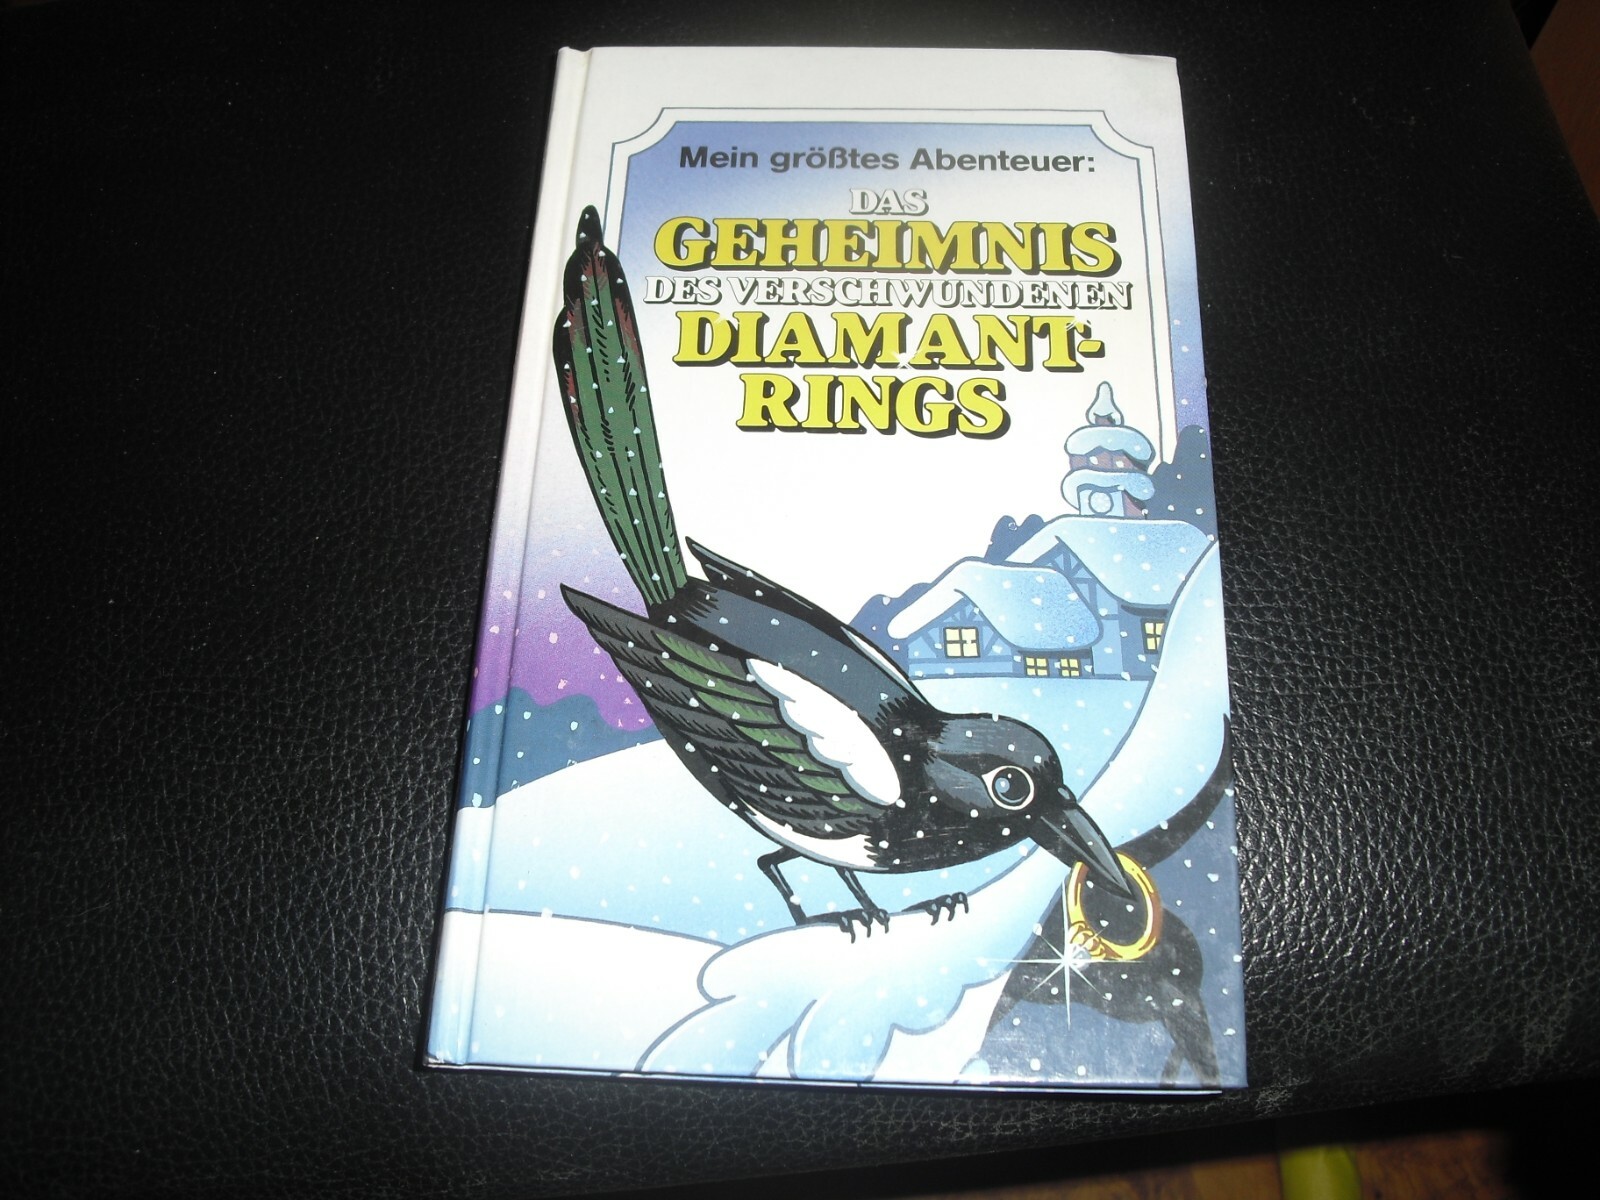 Mein größtes Abenteuer:
DAS
GEHEIMNIS
DES VERSCHWUNDENEN
DIAMANT-
RINGS